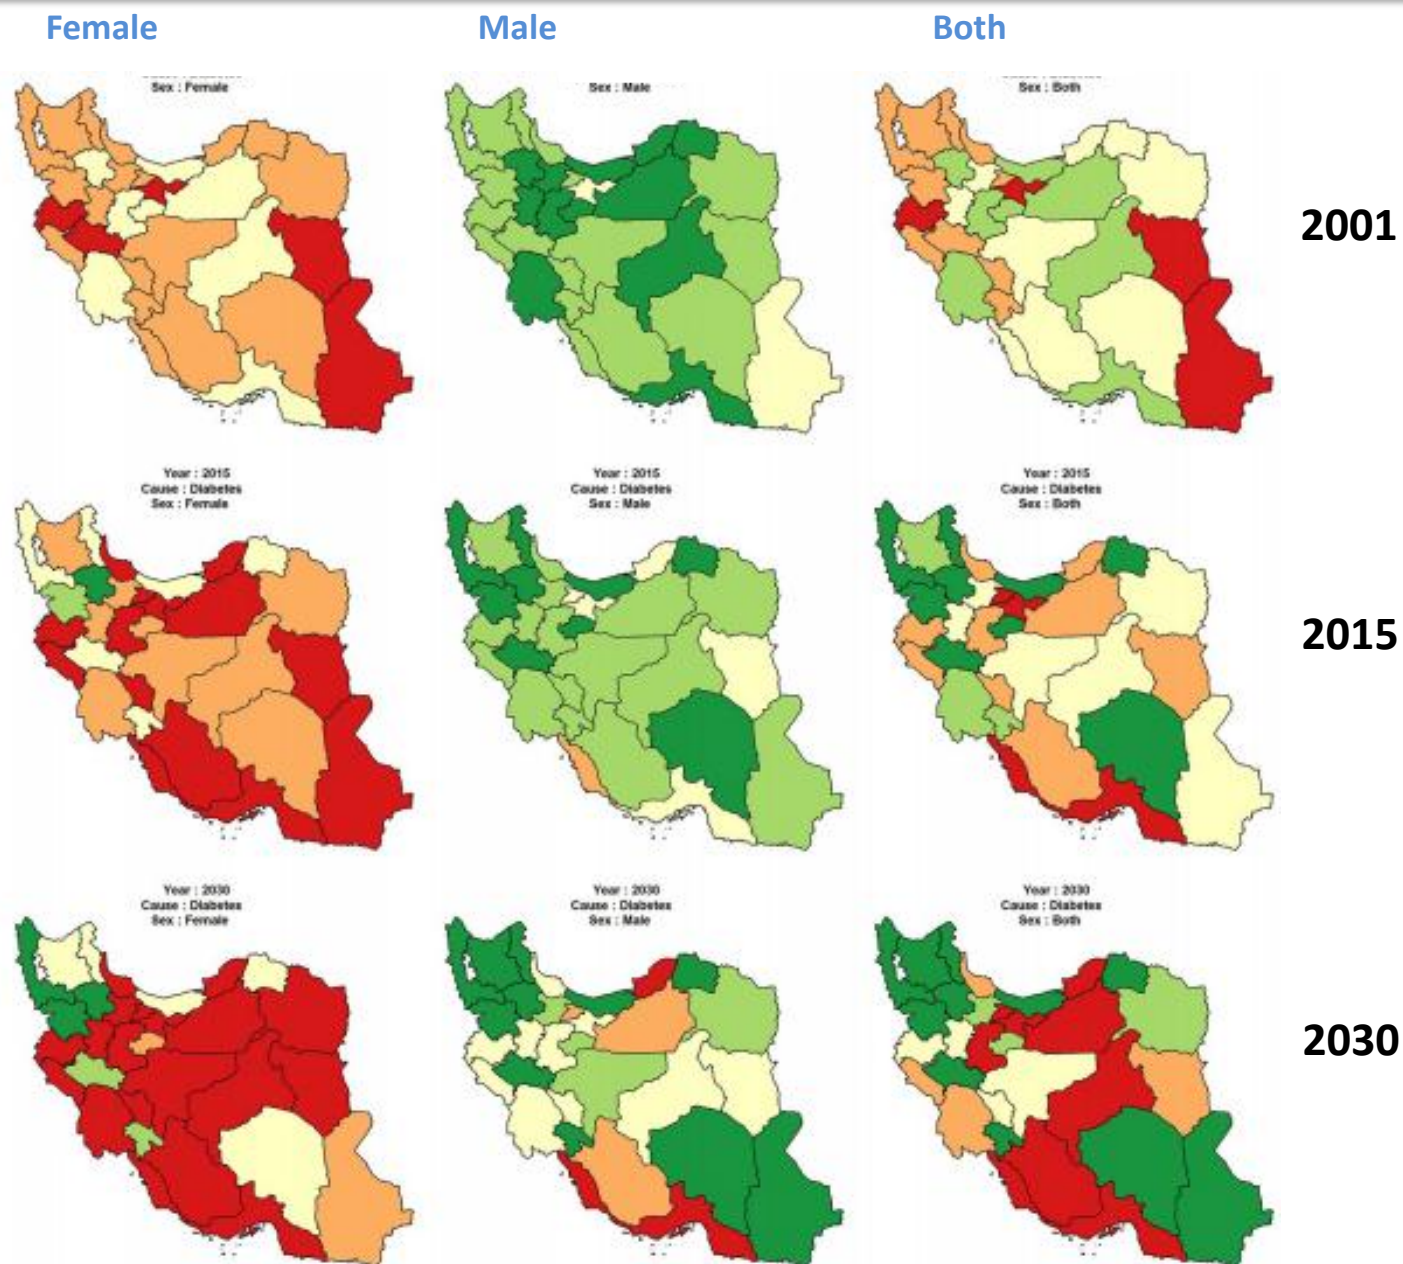 Female
Male
Both
Sex : Female
Sex : Male
Sex : Both
2001
Year : 2015
Cause : Diabetes
Sex : Female
Year : 2015
Cause : Diabetes
Sex : Male
Year : 2015
Cause : Diabetes
Sex : Both
2015
Year : 2030
Cause : Diabetes
Sex : Female
Year : 2030
Cause : Diabetes
Sex : Male
Year : 2030
Cause : Diabetes
Sex : Both
2030